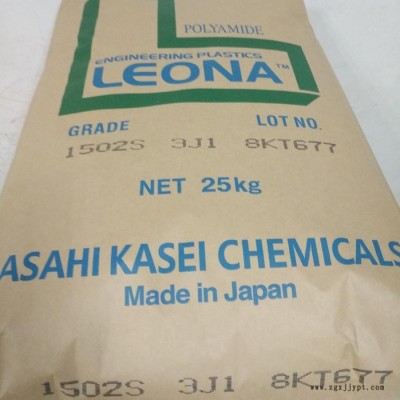 POLYAMIDE
ENGINEERING PLASTICS
LEONA™
GRADE LOT NO.
1502S 3J1 8KT677
NET 25kg
ASAHI KASEI CHEMICALS
Made in Japan
1502S 3J1 8KT677
www.zgxjjypt.com